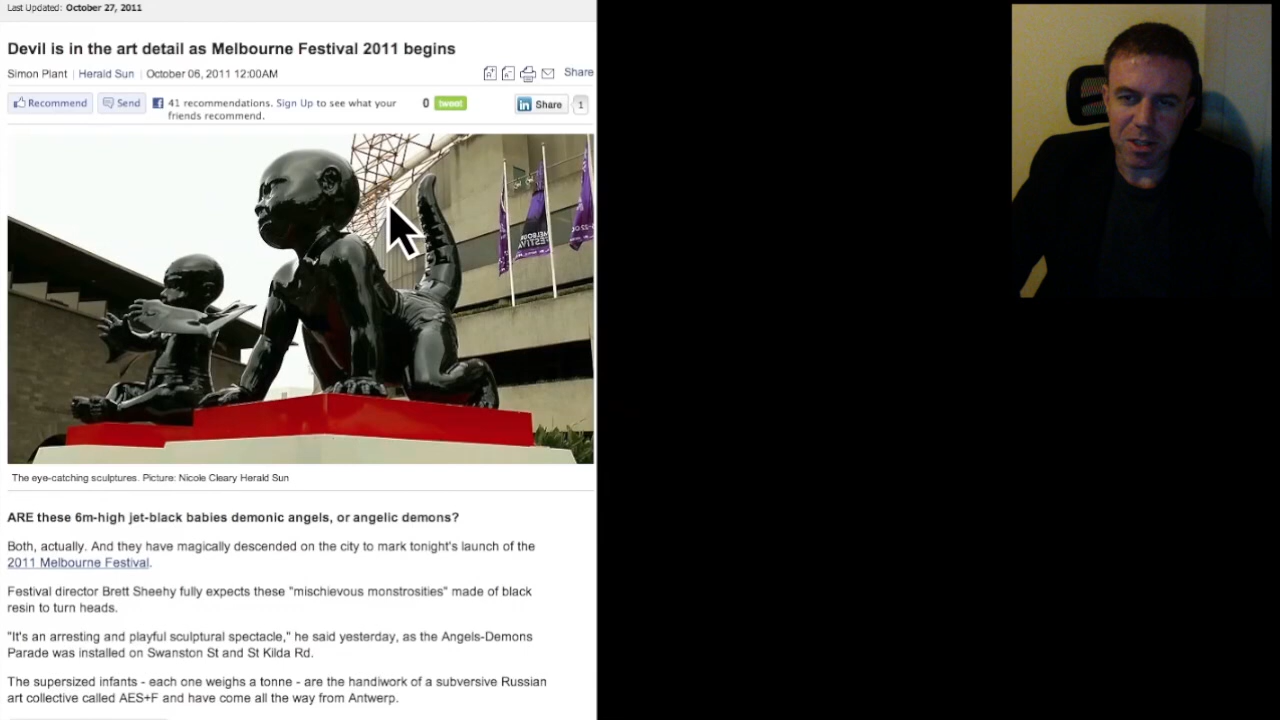 Last Updated: October 27, 2011
Devil is in the art detail as Melbourne Festival 2011 begins
Simon Plant | Herald Sun | October 06, 2011 12:00AM
Share
Recommend
Send
41 recommendations. Sign Up to see what your
friends recommend.
0
tweet
in Share
1
The eye-catching sculptures. Picture: Nicole Cleary Herald Sun
ARE these 6m-high jet-black babies demonic angels, or angelic demons?
Both, actually. And they have magically descended on the city to mark tonight's launch of the
2011 Melbourne Festival.
Festival director Brett Sheehy fully expects these "mischievous monstrosities" made of black
resin to turn heads.
"It's an arresting and playful sculptural spectacle," he said yesterday, as the Angels-Demons
Parade was installed on Swanston St and St Kilda Rd.
The supersized infants - each one weighs a tonne - are the handiwork of a subversive Russian
art collective called AES+F and have come all the way from Antwerp.